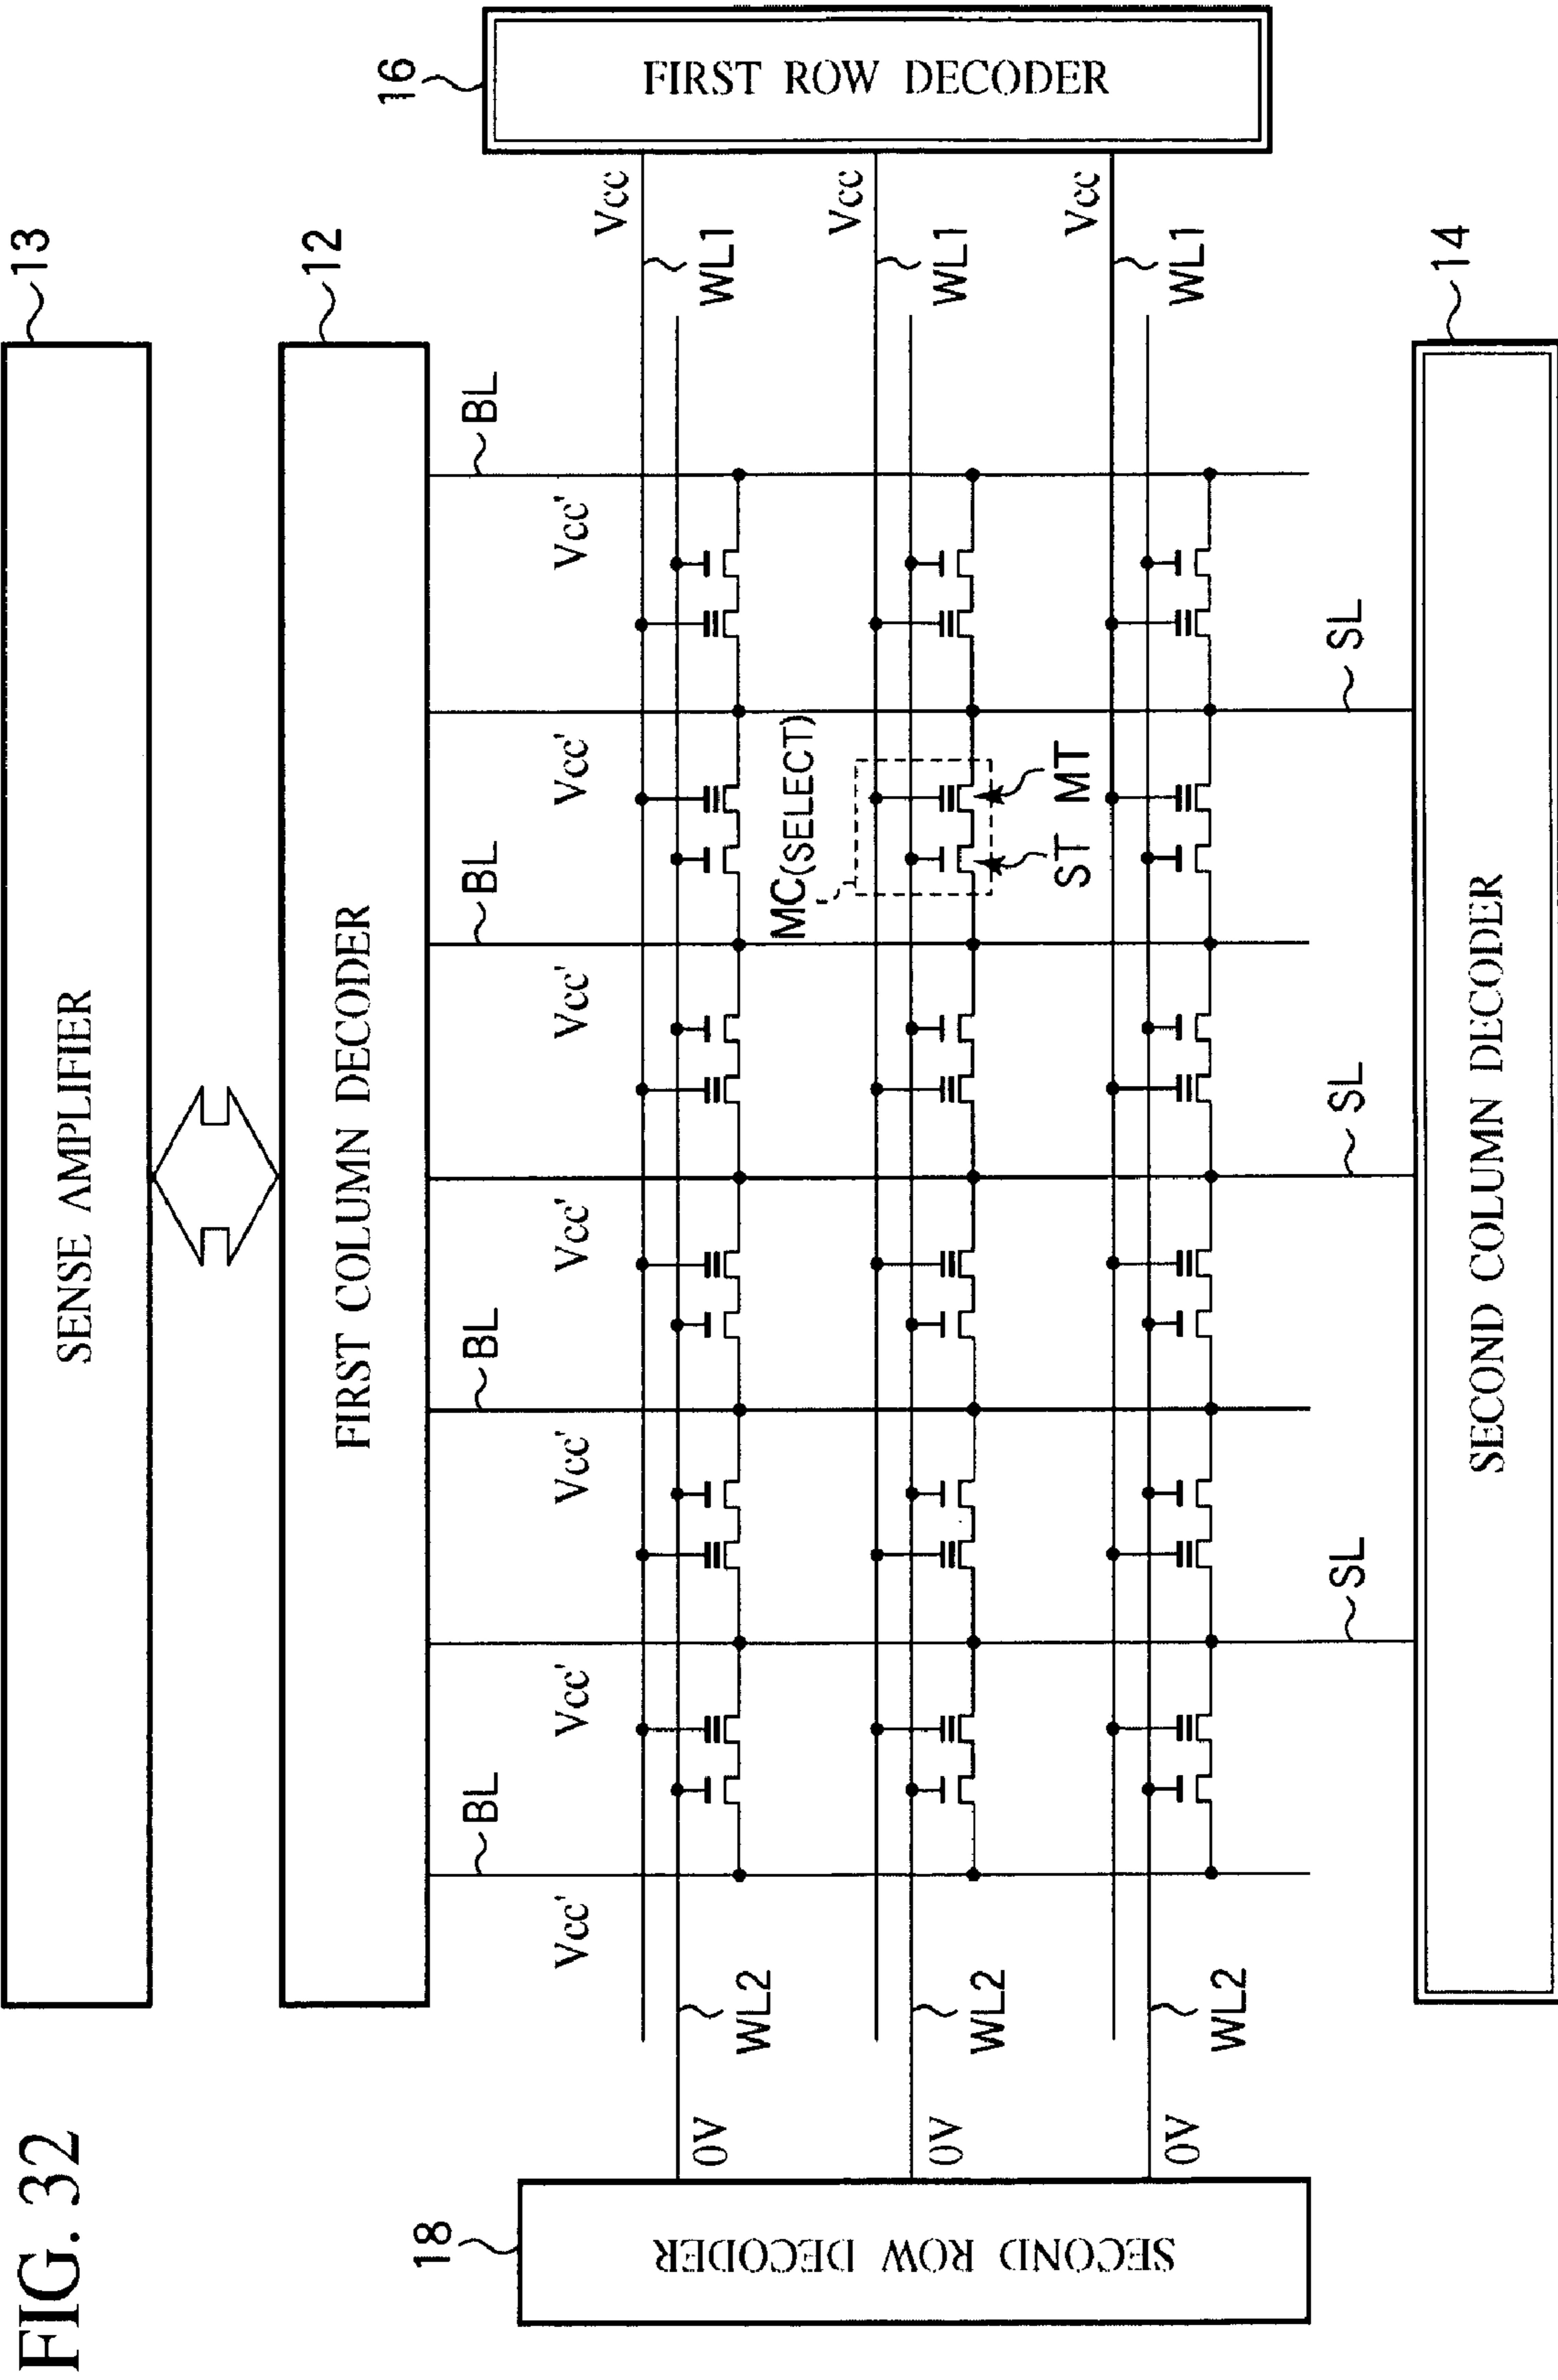 FIG. 32
13
SENSE AMPLIFIER
12
FIRST COLUMN DECODER
16
18
BL BL BL BL
Vcc' Vcc' Vcc' Vcc' Vcc' Vcc' Vcc'
Vcc
0V WL2 WL1
MC(SELECT)
Vcc
0V WL2 WL1
ST MT
Vcc
0V WL2 WL1
SECOND ROW DECODER
FIRST ROW DECODER
SL SL SL
14
SECOND COLUMN DECODER